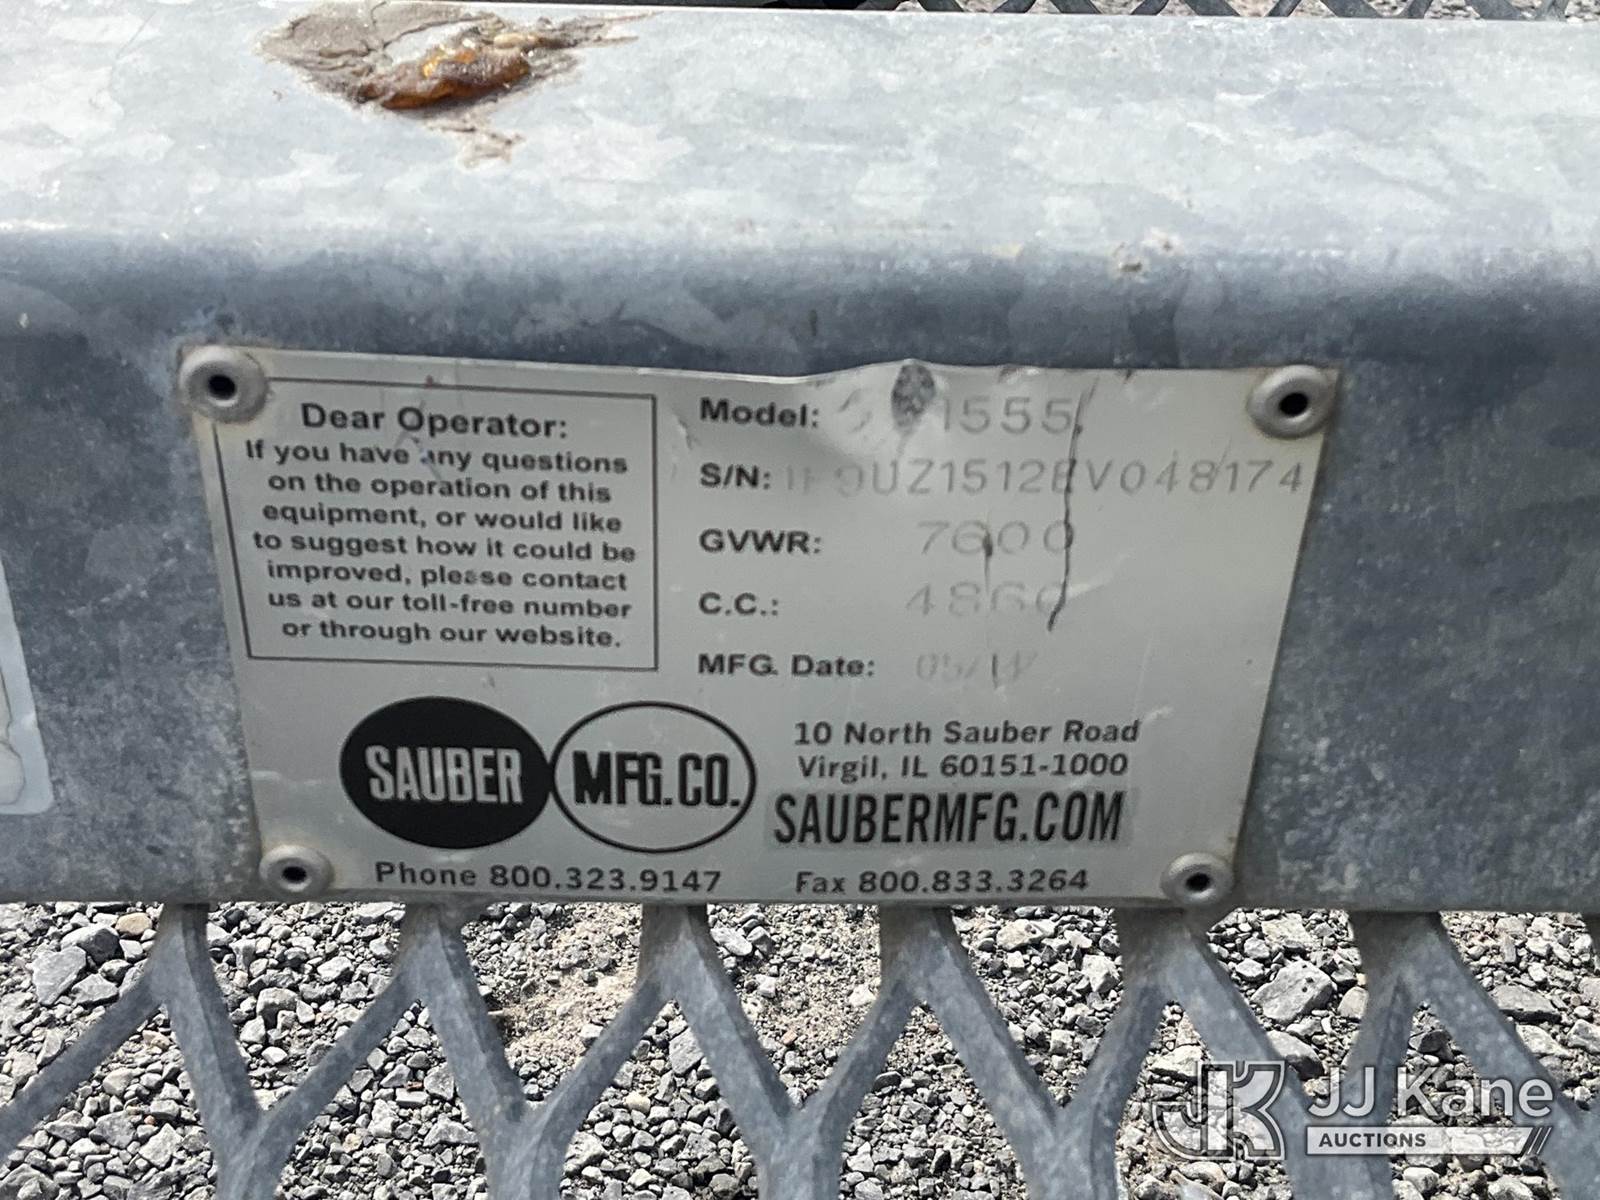 Dear Operator:
If you have any questions
on the operation of this
equipment, or would like
to suggest how it could be
improved, please contact
us at our toll-free number
or through our website.
Model: 1555
S/N:
GVWR: 7600
C.C.: 4860
MFG. Date:
SAUBER MFG.CO.
10 North Sauber Road
Virgil, IL 60151-1000
SAUBERMFG.COM
Phone 800.323.9147
Fax 800.833.3264
JK JJ Kane
AUCTIONS